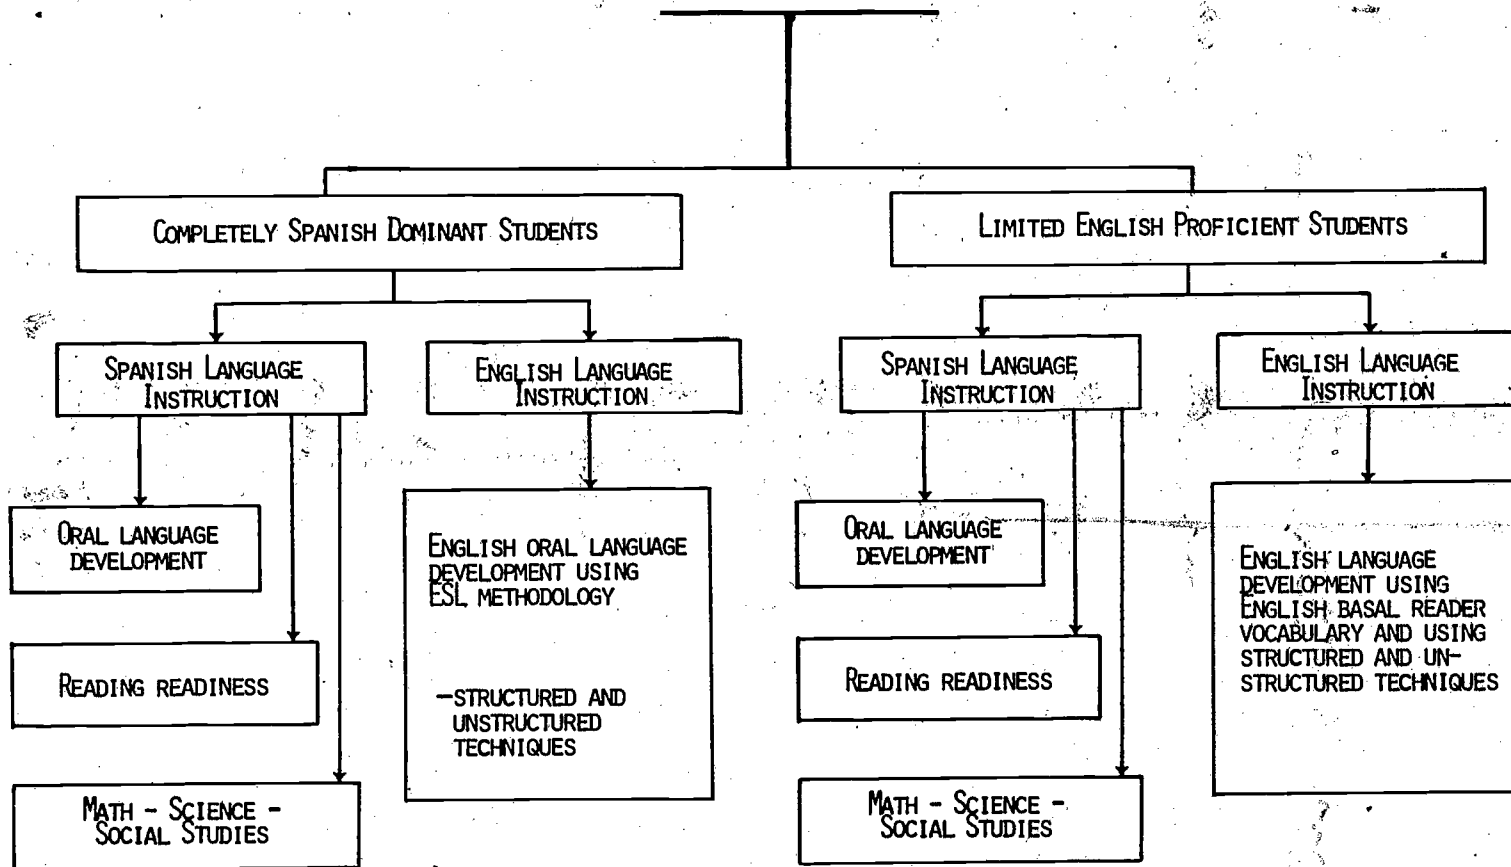 COMPLETELY SPANISH DOMINANT STUDENTS
LIMITED ENGLISH PROFICIENT STUDENTS
SPANISH LANGUAGE
INSTRUCTION
ENGLISH LANGUAGE
INSTRUCTION
SPANISH LANGUAGE
INSTRUCTION
ENGLISH LANGUAGE
INSTRUCTION
ORAL LANGUAGE
DEVELOPMENT
READING READINESS
MATH - SCIENCE -
SOCIAL STUDIES
ENGLISH ORAL LANGUAGE
DEVELOPMENT USING
ESL METHODOLOGY
-STRUCTURED AND
UNSTRUCTURED
TECHNIQUES
ORAL LANGUAGE
DEVELOPMENT
READING READINESS
MATH - SCIENCE -
SOCIAL STUDIES
ENGLISH LANGUAGE
DEVELOPMENT USING
ENGLISH BASAL READER
VOCABULARY AND USING
STRUCTURED AND UN-
STRUCTURED TECHNIQUES